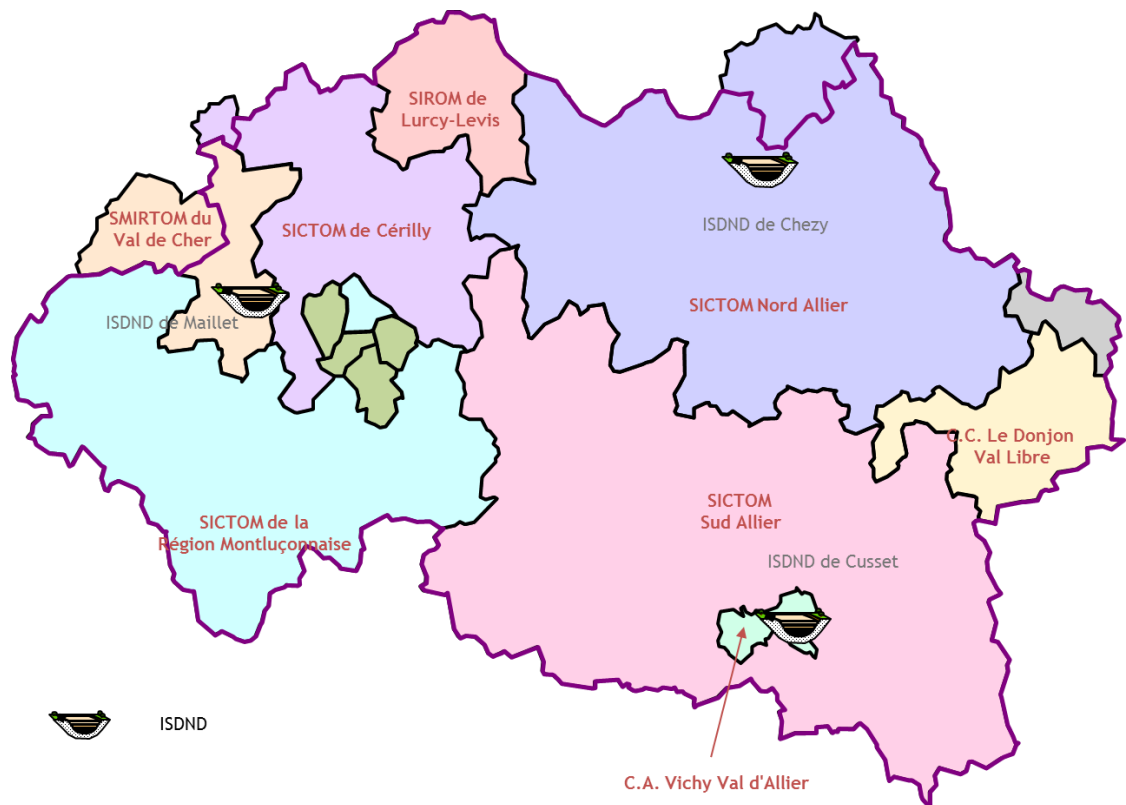 SIROM de
Lurcy-Levis
SMIRTOM du
Val de Cher
SICTOM de Cérilly
ISDND de Chezy
SICTOM Nord Allier
ISDND de Maillet
C.C. Le Donjon
Val Libre
SICTOM
Sud Allier
SICTOM de la
Région Montluçonnaise
ISDND de Cusset
ISDND
C.A. Vichy Val d'Allier